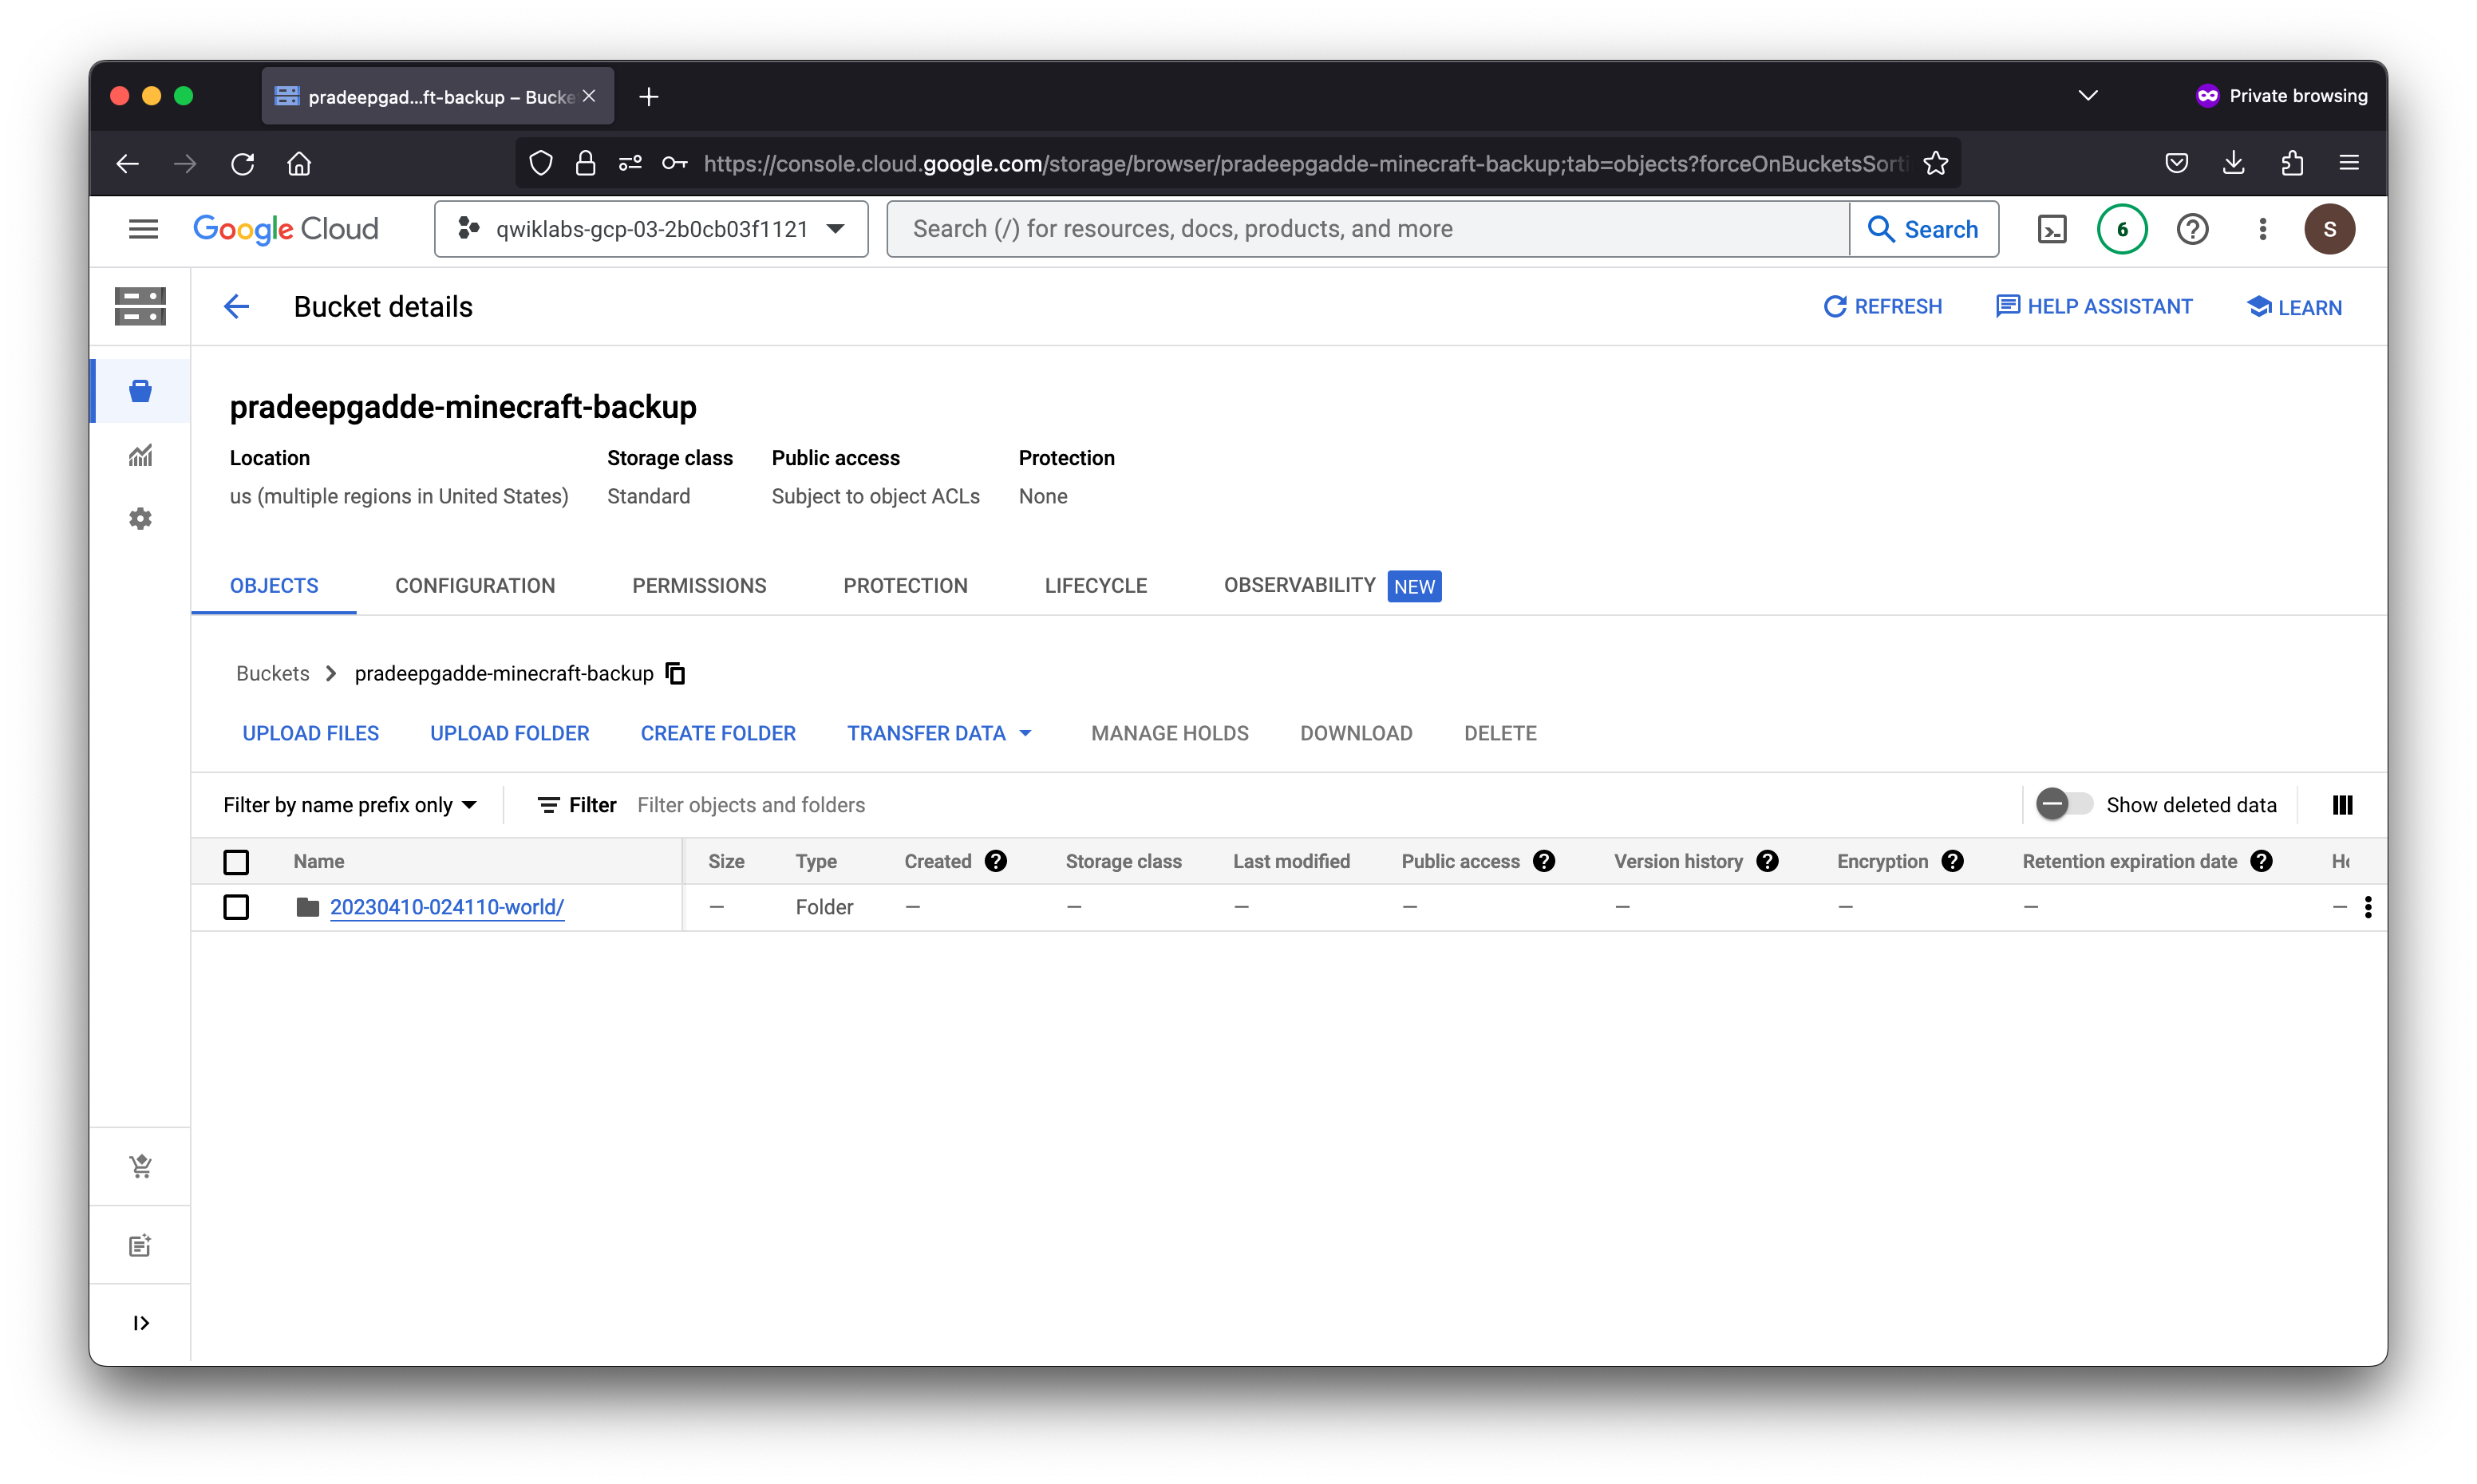 pradeepgad...ft-backup – Bucke
Private browsing
https://console.cloud.google.com/storage/browser/pradeepgadde-minecraft-backup;tab=objects?forceOnBucketsSorti
Google Cloud
qwiklabs-gcp-03-2b0cb03f1121
Search (/) for resources, docs, products, and more
Search
6
S
Bucket details
REFRESH
HELP ASSISTANT
LEARN
pradeepgadde-minecraft-backup
Location Storage class Public access Protection
us (multiple regions in United States) Standard Subject to object ACLs None
OBJECTS CONFIGURATION PERMISSIONS PROTECTION LIFECYCLE OBSERVABILITY NEW
Buckets > pradeepgadde-minecraft-backup
UPLOAD FILES UPLOAD FOLDER CREATE FOLDER TRANSFER DATA MANAGE HOLDS DOWNLOAD DELETE
Filter by name prefix only Filter Filter objects and folders Show deleted data
Name Size Type Created Storage class Last modified Public access Version history Encryption Retention expiration date
20230410-024110-world/ — Folder — — — — — — — —